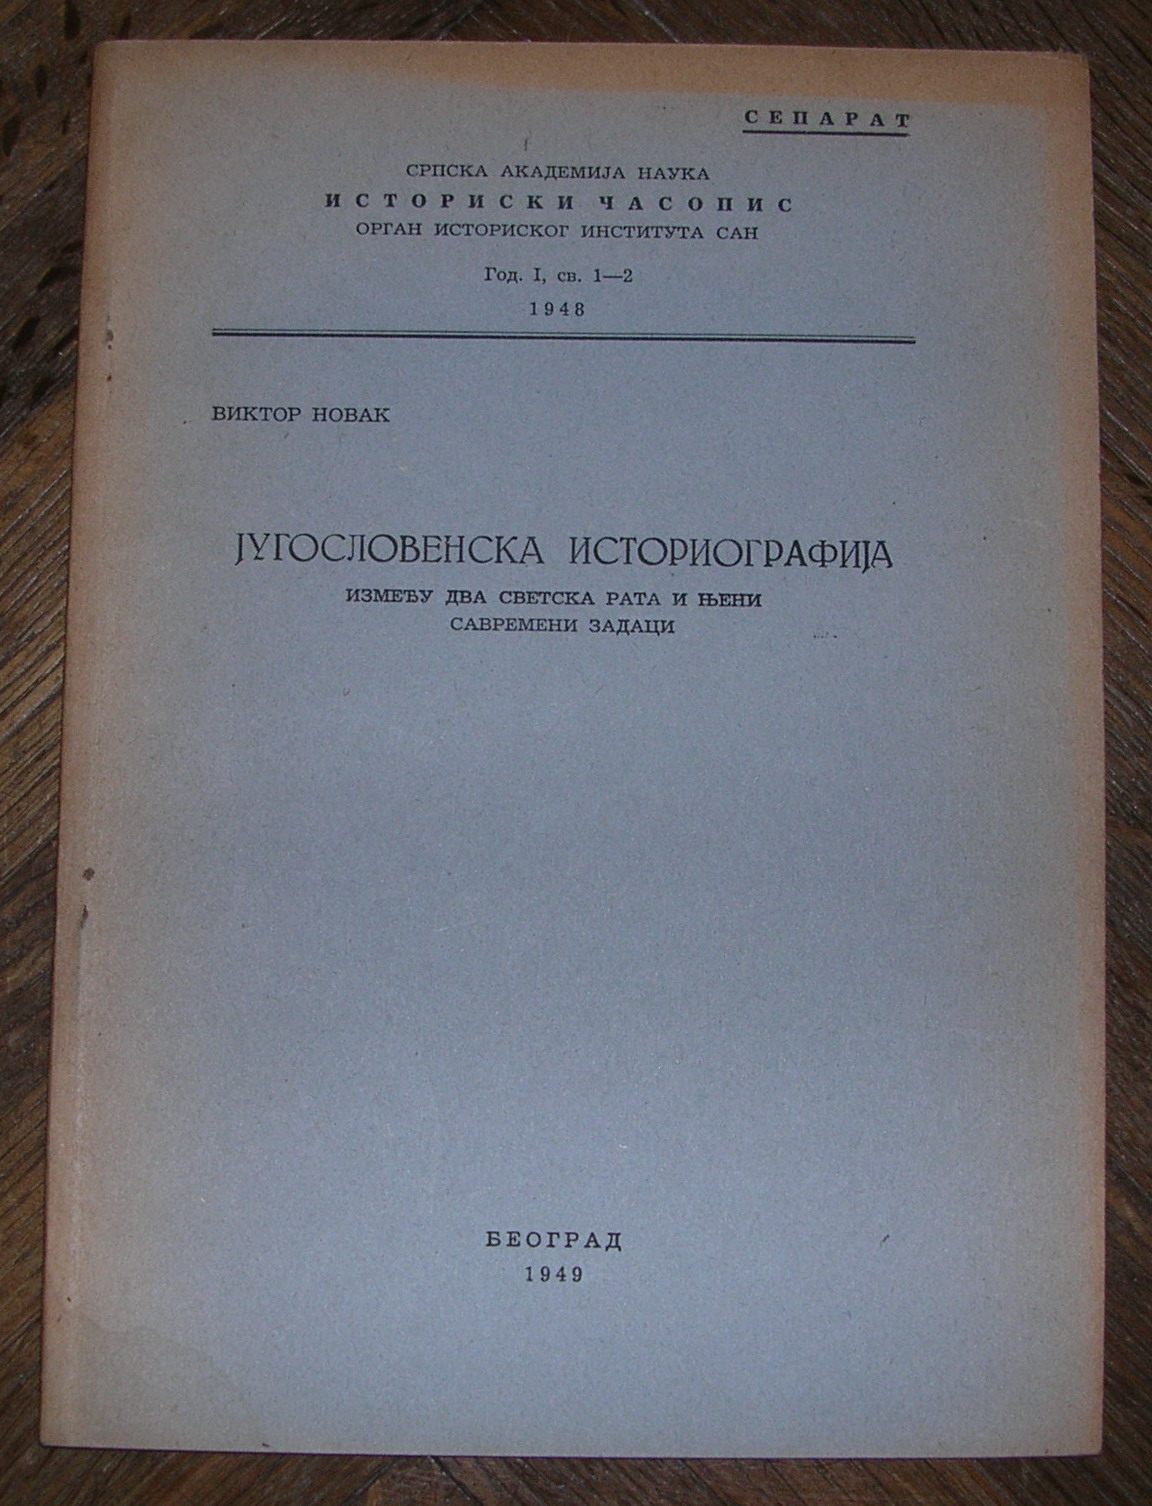 СЕПАРАТ
СРПСКА АКАДЕМИЈА НАУКА
ИСТОРИСКИ ЧАСОПИС
ОРГАН ИСТОРИСКОГ ИНСТИТУТА САН
Год. I, св. 1—2
1948
ВИКТОР НОВАК
ЈУГОСЛОВЕНСКА ИСТОРИОГРАФИЈА
ИЗМЕЂУ ДВА СВЕТСКА РАТА И ЊЕНИ
САВРЕМЕНИ ЗАДАЦИ
БЕОГРАД
1949